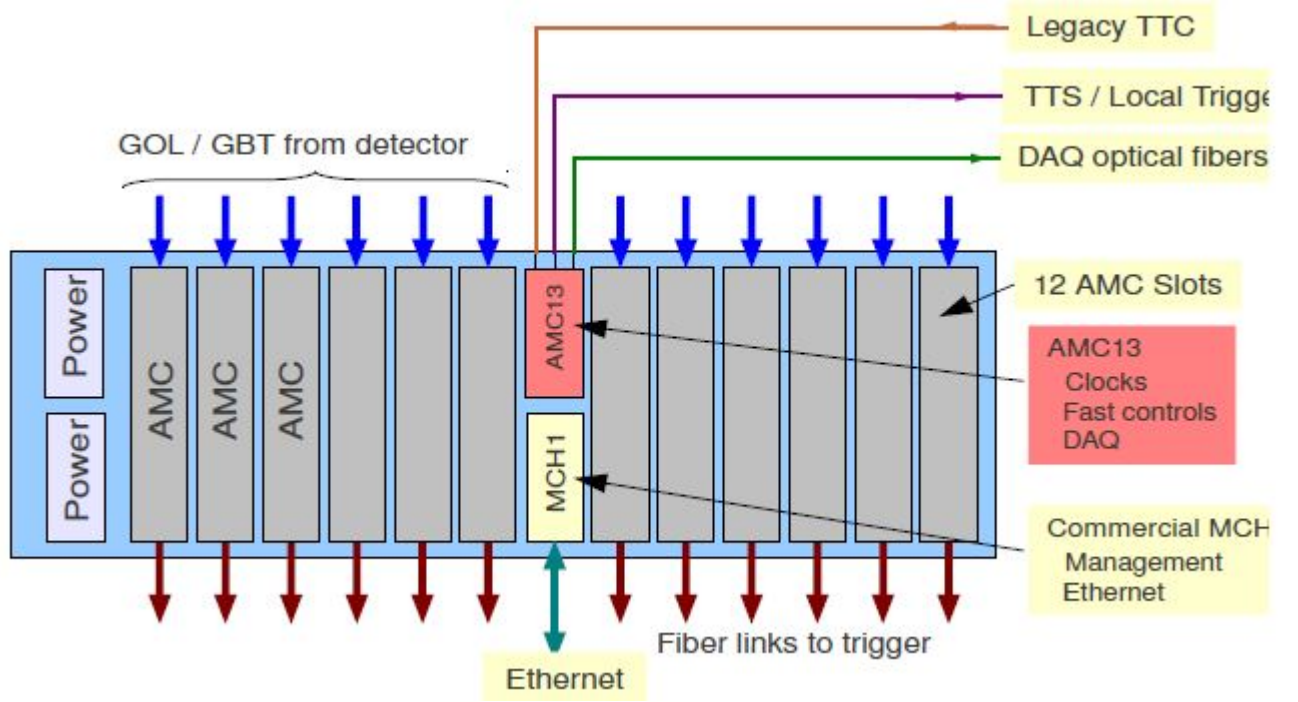 Legacy TTC
TTS / Local Trigge
DAQ optical fibers
GOL / GBT from detector
Power
Power
AMC
AMC
AMC
AMC13
MCH1
12 AMC Slots
AMC13
Clocks
Fast controls
DAQ
Commercial MCH
Management
Ethernet
Fiber links to trigger
Ethernet